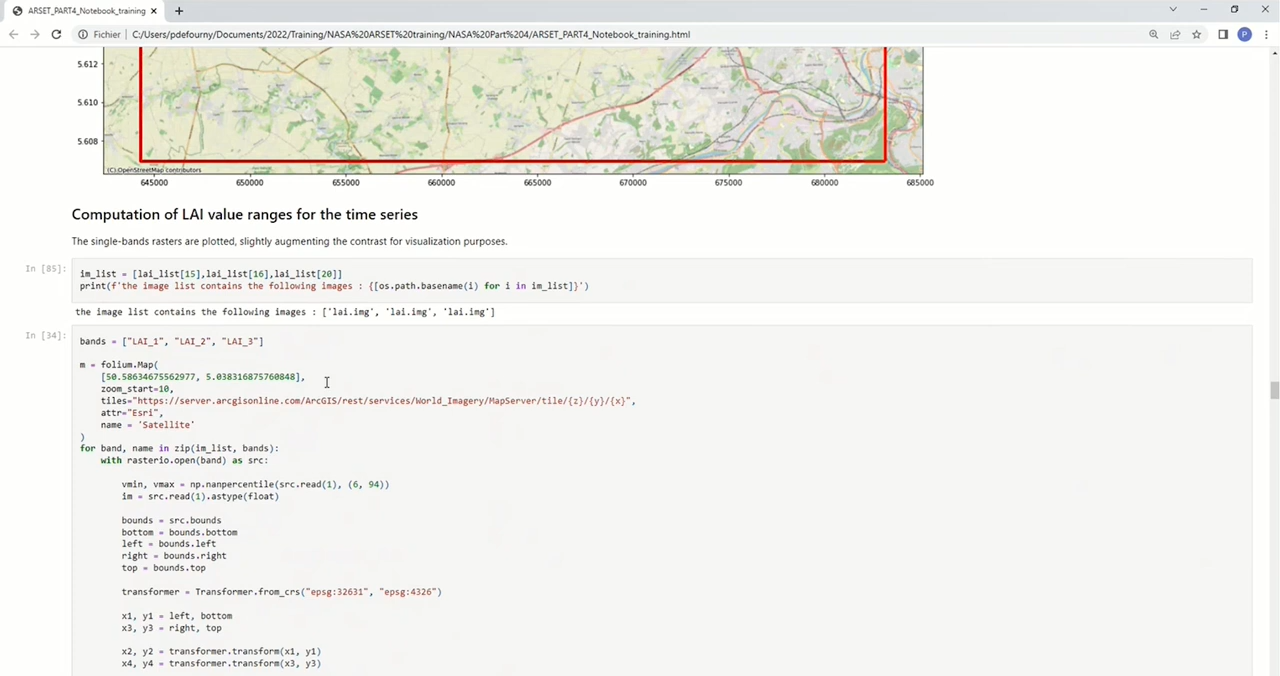 ARSET_PART4_Notebook_training
Fichier
C:/Users/pdefourny/Documents/2022/Training/NASA%20ARSET%20training/NASA%20Part%204/ARSET_PART4_Notebook_training.html
P
5.612
5.610
5.608
(C) OpenStreetMap contributors
645000 650000 655000 660000 665000 670000 675000 680000 685000
Computation of LAI value ranges for the time series
The single-bands rasters are plotted, slightly augmenting the contrast for visualization purposes.
In [85]:
im_list = [lai_list[15],lai_list[16],lai_list[20]]
print(f'the image list contains the following images : {[os.path.basename(i) for i in im_list]}')
the image list contains the following images : ['lai.img', 'lai.img', 'lai.img']
In [34]:
bands = ["LAI_1", "LAI_2", "LAI_3"]
m = folium.Map(
[50.58634675562977, 5.038316875760848],
zoom_start=10,
tiles="https://server.arcgisonline.com/ArcGIS/rest/services/World_Imagery/MapServer/tile/{z}/{y}/{x}",
attr="Esri",
name = 'Satellite'
)
for band, name in zip(im_list, bands):
with rasterio.open(band) as src:
vmin, vmax = np.nanpercentile(src.read(1), (6, 94))
im = src.read(1).astype(float)
bounds = src.bounds
bottom = bounds.bottom
left = bounds.left
right = bounds.right
top = bounds.top
transformer = Transformer.from_crs("epsg:32631", "epsg:4326")
x1, y1 = left, bottom
x3, y3 = right, top
x2, y2 = transformer.transform(x1, y1)
x4, y4 = transformer.transform(x3, y3)